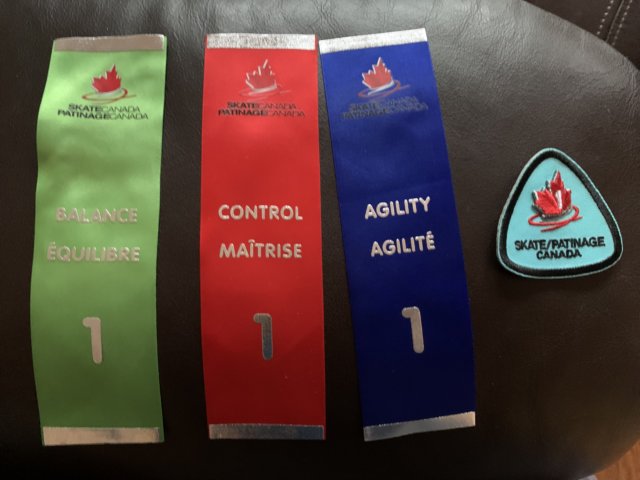 SKATECANADA
PATINAGECANADA
BALANCE
ÉQUILIBRE
1
SKATECANADA
PATINAGECANADA
CONTROL
MAÎTRISE
1
SKATECANADA
PATINAGECANADA
AGILITY
AGILITÉ
1
SKATE/PATINAGE
CANADA